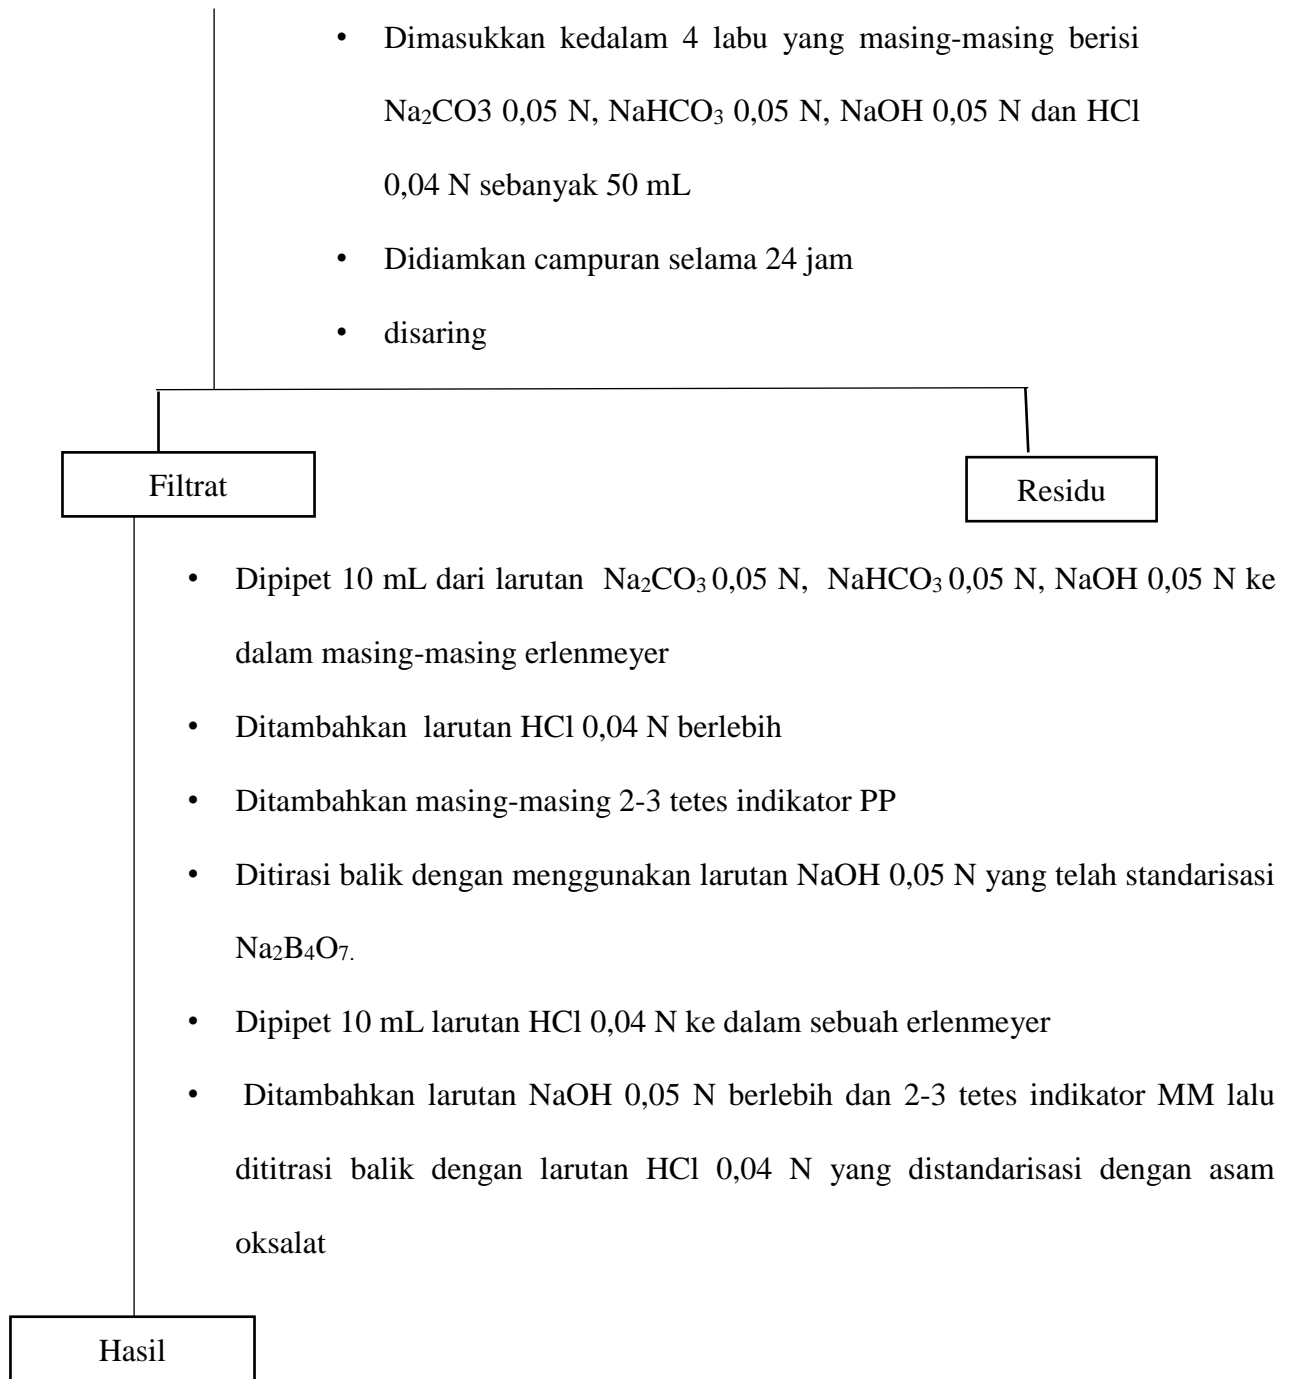 • Dimasukkan kedalam 4 labu yang masing-masing berisi
Na₂CO3 0,05 N, NaHCO₃ 0,05 N, NaOH 0,05 N dan HCl
0,04 N sebanyak 50 mL
• Didiamkan campuran selama 24 jam
• disaring
Filtrat
Residu
• Dipipet 10 mL dari larutan Na₂CO₃ 0,05 N, NaHCO₃ 0,05 N, NaOH 0,05 N ke
dalam masing-masing erlenmeyer
• Ditambahkan larutan HCl 0,04 N berlebih
• Ditambahkan masing-masing 2-3 tetes indikator PP
• Ditirasi balik dengan menggunakan larutan NaOH 0,05 N yang telah standarisasi
Na₂B₄O₇.
• Dipipet 10 mL larutan HCl 0,04 N ke dalam sebuah erlenmeyer
• Ditambahkan larutan NaOH 0,05 N berlebih dan 2-3 tetes indikator MM lalu
dititrasi balik dengan larutan HCl 0,04 N yang distandarisasi dengan asam
oksalat
Hasil